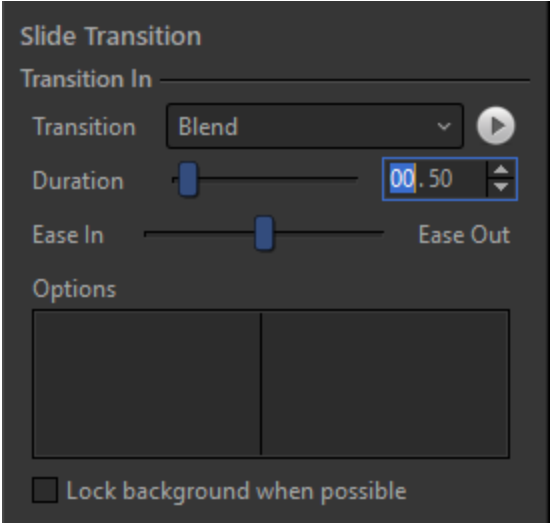 Slide Transition
Transition In
Transition Blend
Duration 00.50
Ease In Ease Out
Options
Lock background when possible